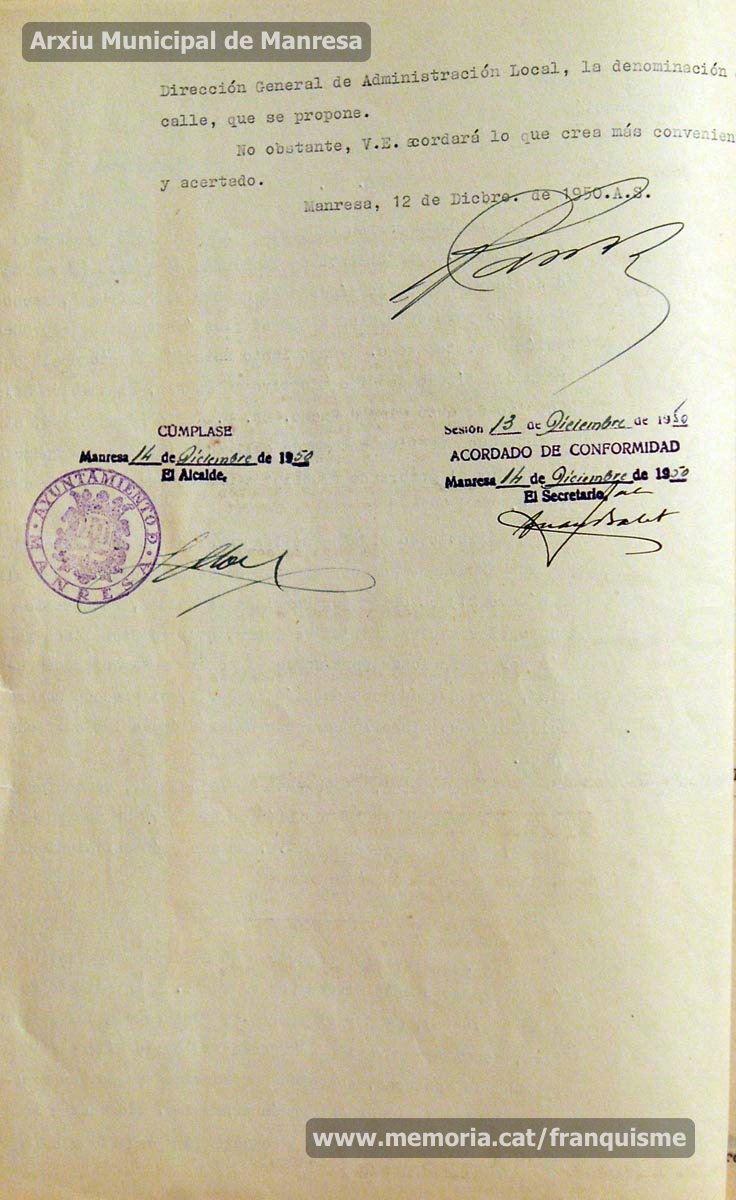 Arxiu Municipal de Manresa
Dirección General de Administración Local, la denominación
calle, que se propone.
No obstante, V.E. acordará lo que crea más convenien
y acertado.
Manresa, 12 de Dicbre. de 1950.A.S.
CÚMPLASE
Manresa 14 de Diciembre de 1950
El Alcalde,
AYUNTAMIENTO D
MANRESA
Sesión 13 de Diciembre de 1950
ACORDADO DE CONFORMIDAD
Manresa 14 de Diciembre de 1950
El Secretario,
www.memoria.cat/franquisme